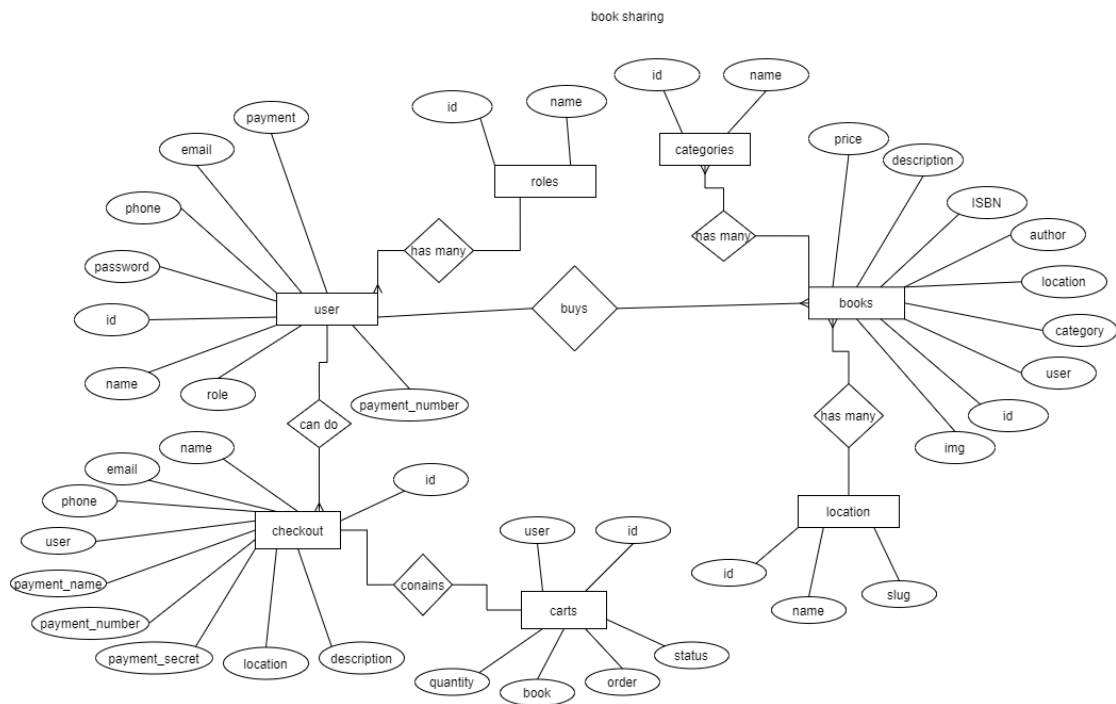 book sharing
id
name
categories
id
name
roles
payment
email
phone
password
id
name
role
payment_number
user
has many
buys
has many
price
description
ISBN
author
location
category
user
id
img
books
has many
location
id
name
slug
can do
name
email
phone
user
payment_name
payment_number
payment_secret
location
description
id
checkout
conains
user
id
carts
quantity
book
order
status